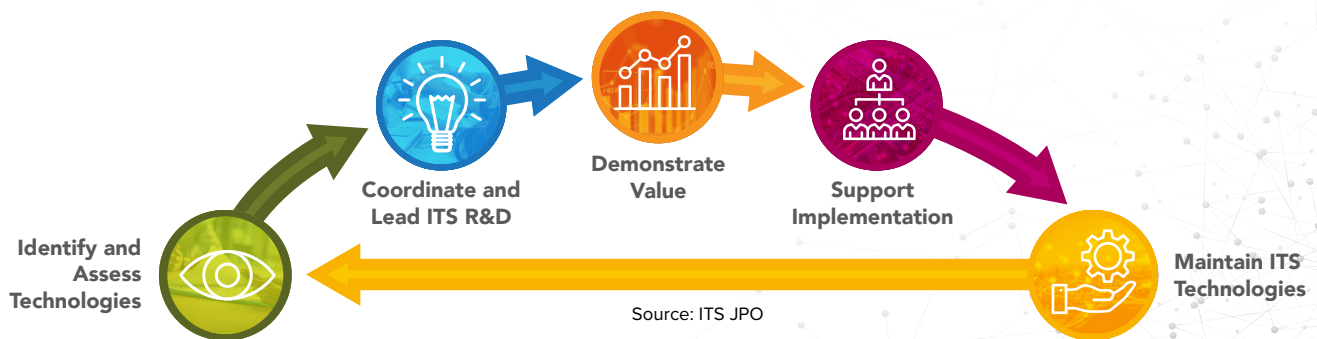 Identify and
Assess
Technologies
Coordinate and
Lead ITS R&D
Demonstrate
Value
Support
Implementation
Maintain ITS
Technologies
Source: ITS JPO